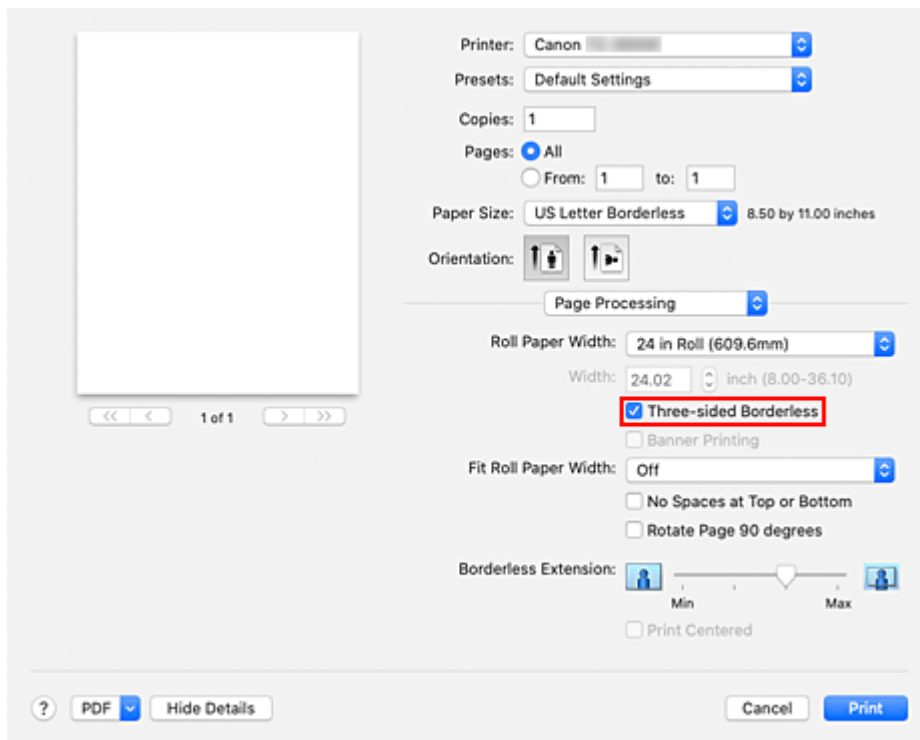 Printer: Canon
Presets: Default Settings
Copies: 1
Pages: All
From: 1 to: 1
Paper Size: US Letter Borderless 8.50 by 11.00 inches
Orientation:
Page Processing
Roll Paper Width: 24 in Roll (609.6mm)
Width: 24.02 inch (8.00-36.10)
<< < 1 of 1 > >>
Three-sided Borderless
Banner Printing
Fit Roll Paper Width: Off
No Spaces at Top or Bottom
Rotate Page 90 degrees
Borderless Extension:
Min Max
Print Centered
? PDF Hide Details Cancel Print